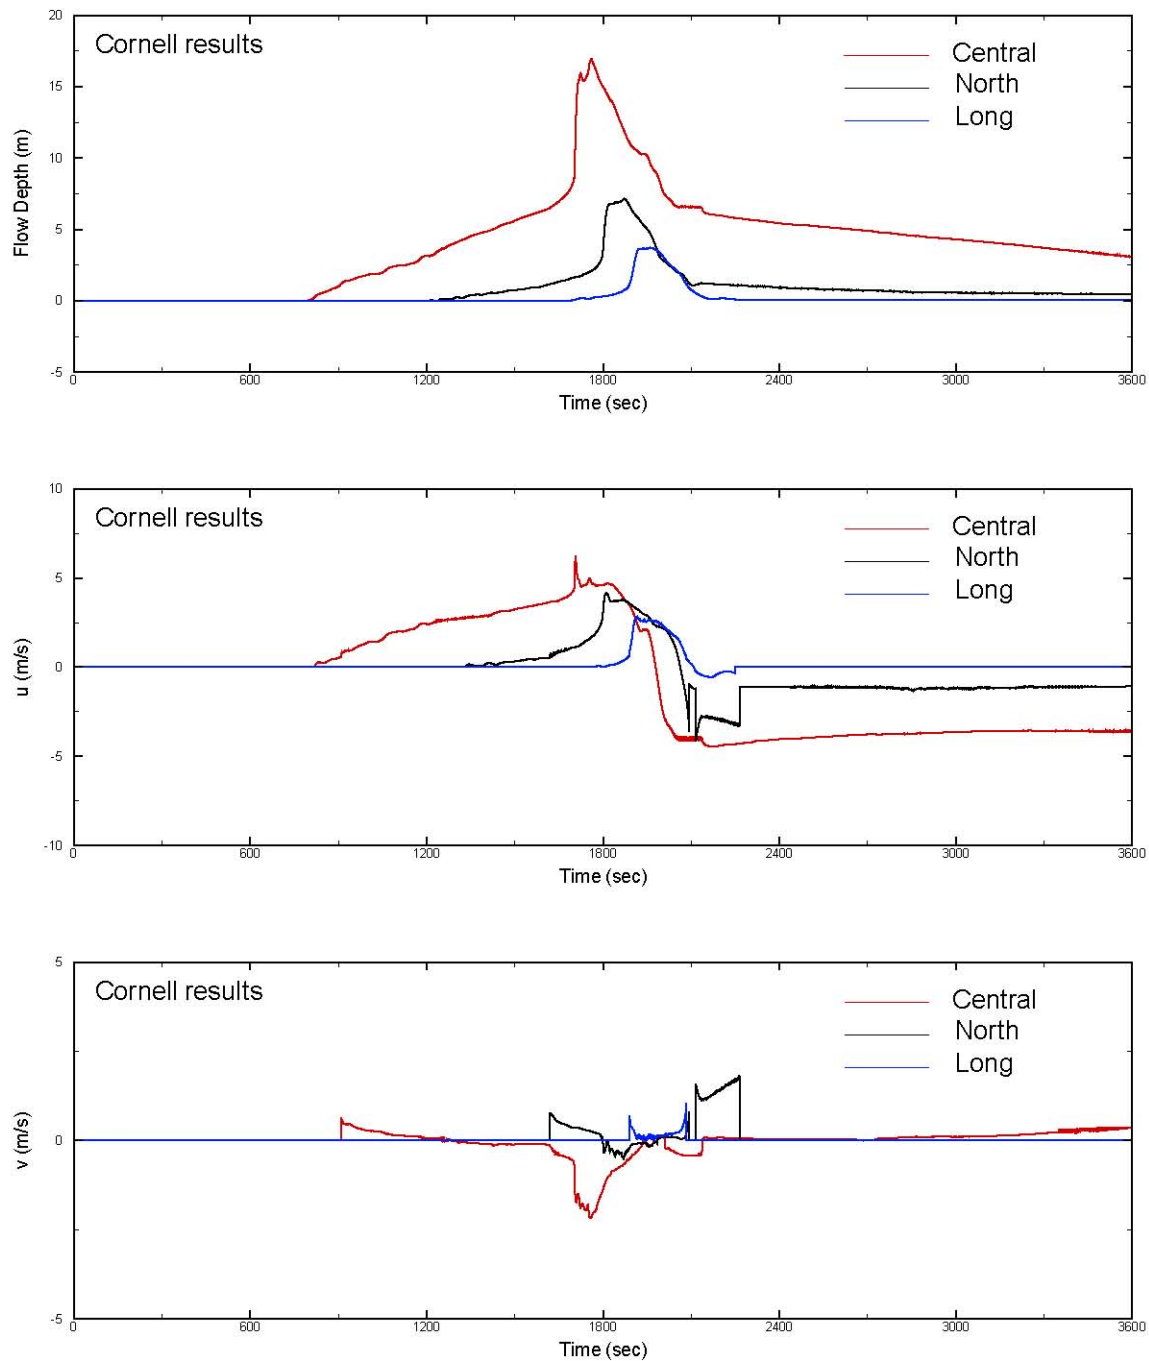 20
Cornell results
Central
North
Long
15
10
5
0
-5
Flow Depth (m)
0 600 1200 1800 2400 3000 3600
Time (sec)
10
Cornell results
Central
North
Long
5
0
-5
-10
u (m/s)
0 600 1200 1800 2400 3000 3600
Time (sec)
5
Cornell results
Central
North
Long
0
-5
v (m/s)
0 600 1200 1800 2400 3000 3600
Time (sec)